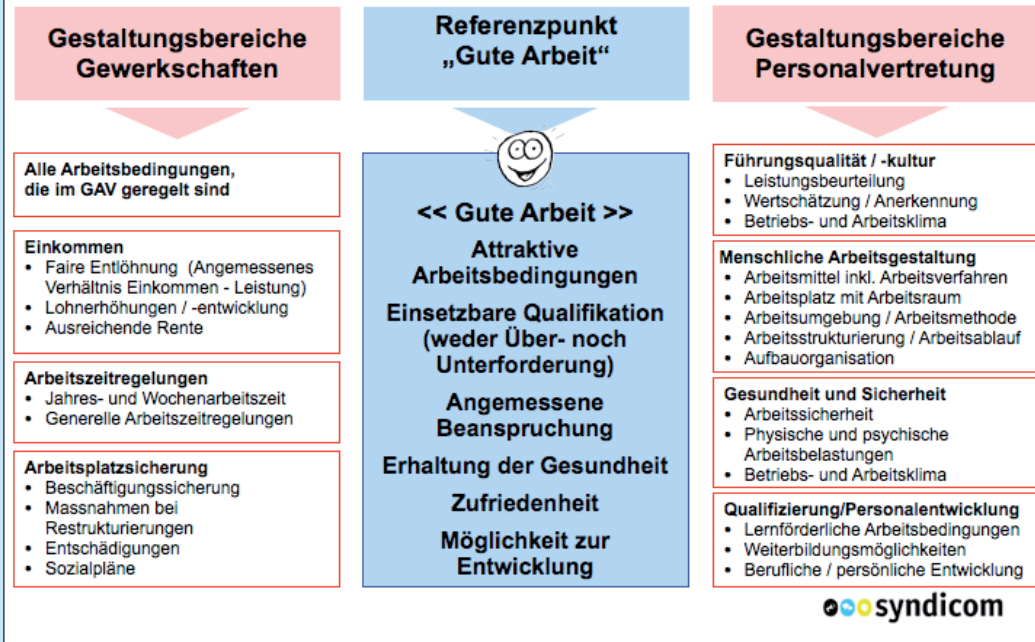 Gestaltungsbereiche
Gewerkschaften
Alle Arbeitsbedingungen,
die im GAV geregelt sind
Einkommen
• Faire Entlöhnung (Angemessenes
Verhältnis Einkommen - Leistung)
• Lohnerhöhungen / -entwicklung
• Ausreichende Rente
Arbeitszeitregelungen
• Jahres- und Wochenarbeitszeit
• Generelle Arbeitszeitregelungen
Arbeitsplatzsicherung
• Beschäftigungssicherung
• Massnahmen bei
Restrukturierungen
• Entschädigungen
• Sozialpläne
Referenzpunkt
„Gute Arbeit“
<< Gute Arbeit >>
Attraktive
Arbeitsbedingungen
Einsetzbare Qualifikation
(weder Über- noch
Unterforderung)
Angemessene
Beanspruchung
Erhaltung der Gesundheit
Zufriedenheit
Möglichkeit zur
Entwicklung
Gestaltungsbereiche
Personalvertretung
Führungsqualität / -kultur
• Leistungsbeurteilung
• Wertschätzung / Anerkennung
• Betriebs- und Arbeitsklima
Menschliche Arbeitsgestaltung
• Arbeitsmittel inkl. Arbeitsverfahren
• Arbeitsplatz mit Arbeitsraum
• Arbeitsumgebung / Arbeitsmethode
• Arbeitsstrukturierung / Arbeitsablauf
• Aufbauorganisation
Gesundheit und Sicherheit
• Arbeitssicherheit
• Physische und psychische
Arbeitsbelastungen
• Betriebs- und Arbeitsklima
Qualifizierung/Personalentwicklung
• Lernförderliche Arbeitsbedingungen
• Weiterbildungsmöglichkeiten
• Berufliche / persönliche Entwicklung
syndicom